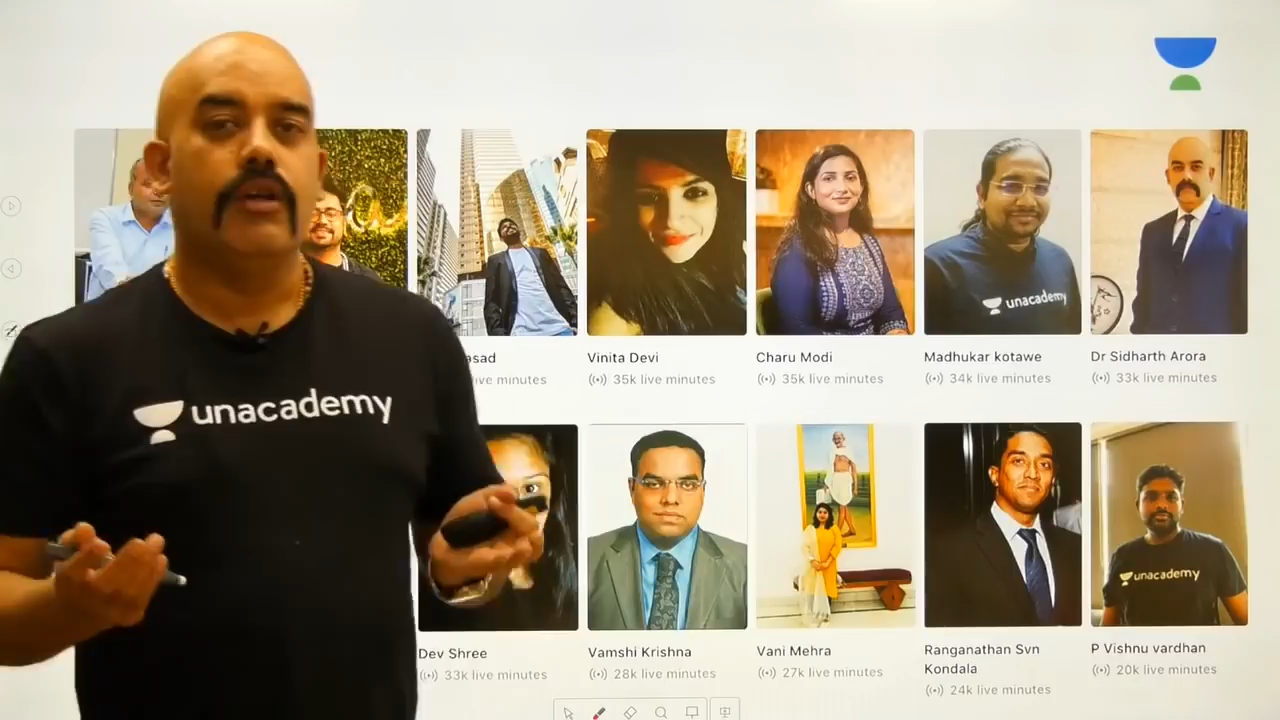 unacademy
asad
Vinita Devi
Charu Modi
Madhukar kotawe
Dr Sidharth Arora
live minutes
35k live minutes
35k live minutes
34k live minutes
33k live minutes
unacademy
unacademy
unacademy
Dev Shree
Vamshi Krishna
Vani Mehra
Ranganathan Svn
Kondala
P Vishnu vardhan
33k live minutes
28k live minutes
27k live minutes
24k live minutes
20k live minutes